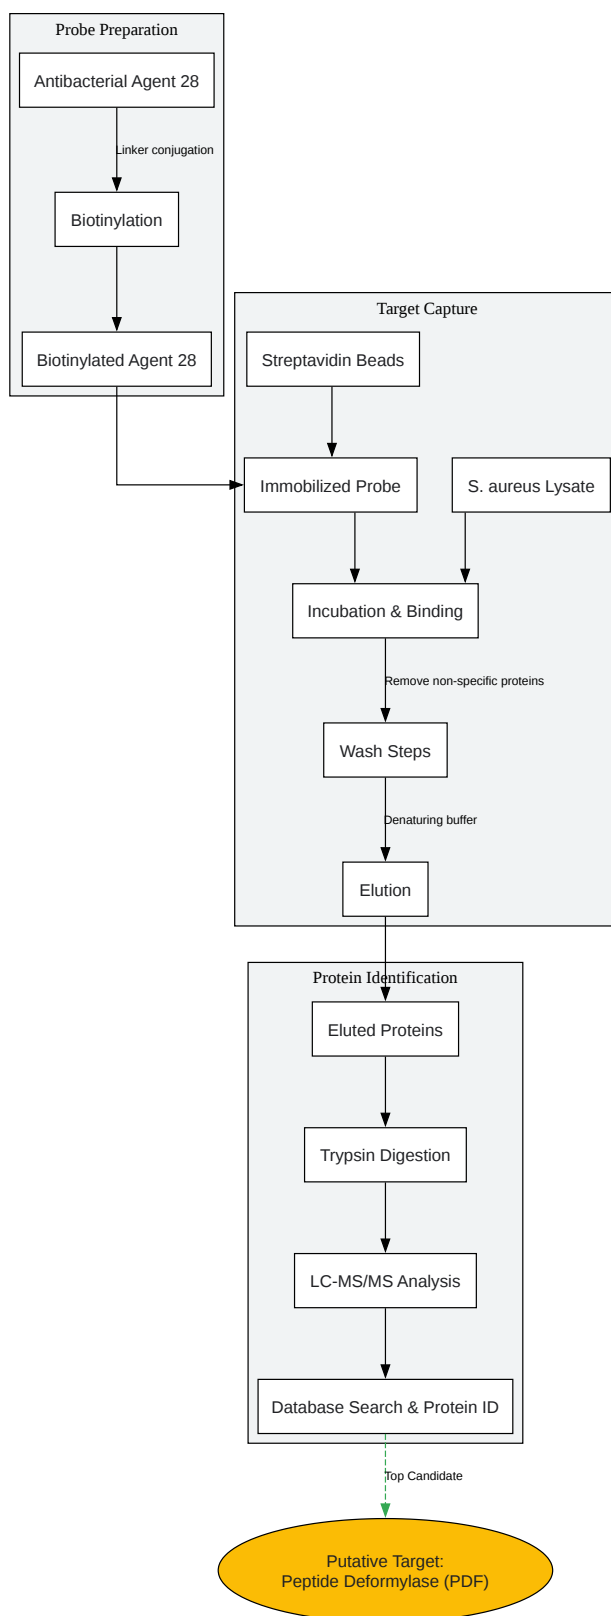 Probe Preparation
Antibacterial Agent 28
Linker conjugation
Biotinylation
Biotinylated Agent 28
Target Capture
Streptavidin Beads
Immobilized Probe
S. aureus Lysate
Incubation & Binding
Remove non-specific proteins
Wash Steps
Denaturing buffer
Elution
Protein Identification
Eluted Proteins
Trypsin Digestion
LC-MS/MS Analysis
Database Search & Protein ID
Top Candidate
Putative Target:
Peptide Deformylase (PDF)